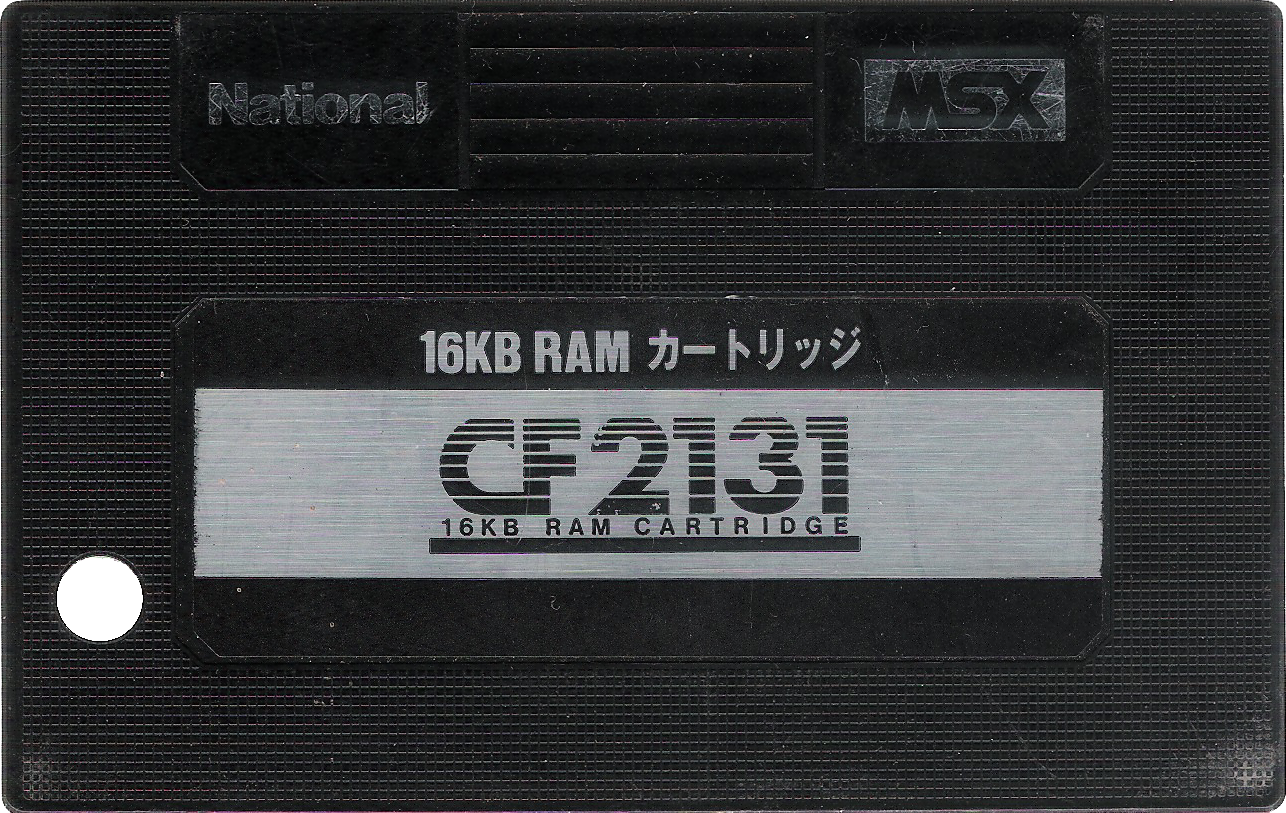 National
MSX
16KB RAM カートリッジ
CF2131
16KB RAM CARTRIDGE